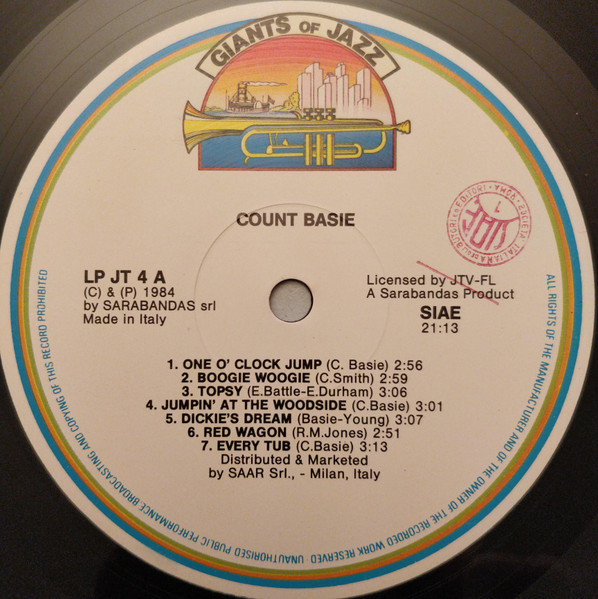 GIANTS OF JAZZ
COUNT BASIE
LP JT 4 A
(C) & (P) 1984
by SARABANDAS srl
Made in Italy
Licensed by JTV-FL
A Sarabandas Product
SIAE
21:13
1. ONE O' CLOCK JUMP (C. Basie) 2:56
2. BOOGIE WOOGIE (C.Smith) 2:59
3. TOPSY (E.Battle-E.Durham) 3:06
4. JUMPIN' AT THE WOODSIDE (C.Basie) 3:01
5. DICKIE'S DREAM (Basie-Young) 3:07
6. RED WAGON (R.M.Jones) 2:51
7. EVERY TUB (C.Basie) 3:13
Distributed & Marketed
by SAAR Srl., - Milan, Italy
ALL RIGHTS OF THE MANUFACTURER AND OF THE OWNER OF THE RECORDED WORK RESERVED UNAUTHORISED PUBLIC PERFORMANCE BROADCASTING AND COPYING OF THIS RECORD PROHIBITED
SIAE